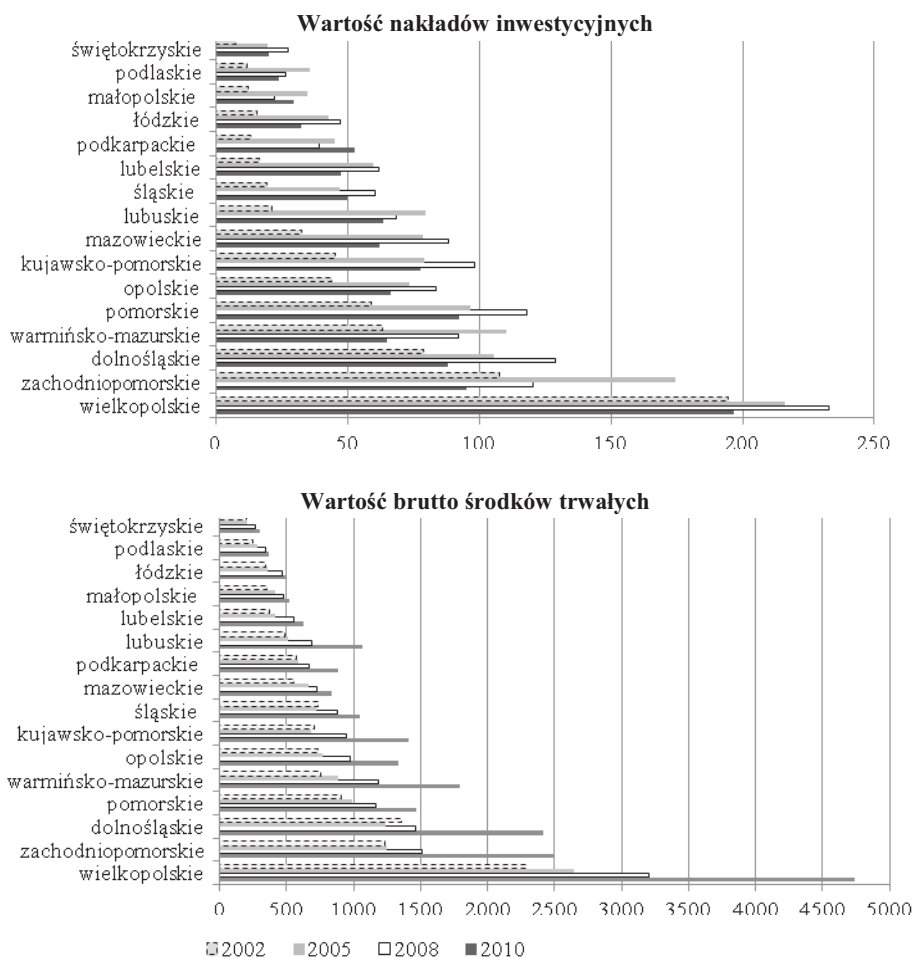 Wartość nakładów inwestycyjnych
świętokrzyskie
podlaskie
małopolskie
łódzkie
podkarpackie
lubelskie
śląskie
lubuskie
mazowieckie
kujawsko-pomorskie
opolskie
pomorskie
warmińsko-mazurskie
dolnośląskie
zachodniopomorskie
wielkopolskie
0 50 100 150 200 250
Wartość brutto środków trwałych
świętokrzyskie
podlaskie
łódzkie
małopolskie
lubelskie
lubuskie
podkarpackie
mazowieckie
śląskie
kujawsko-pomorskie
opolskie
warmińsko-mazurskie
pomorskie
dolnośląskie
zachodniopomorskie
wielkopolskie
0 500 1000 1500 2000 2500 3000 3500 4000 4500 5000
2002 2005 2008 2010